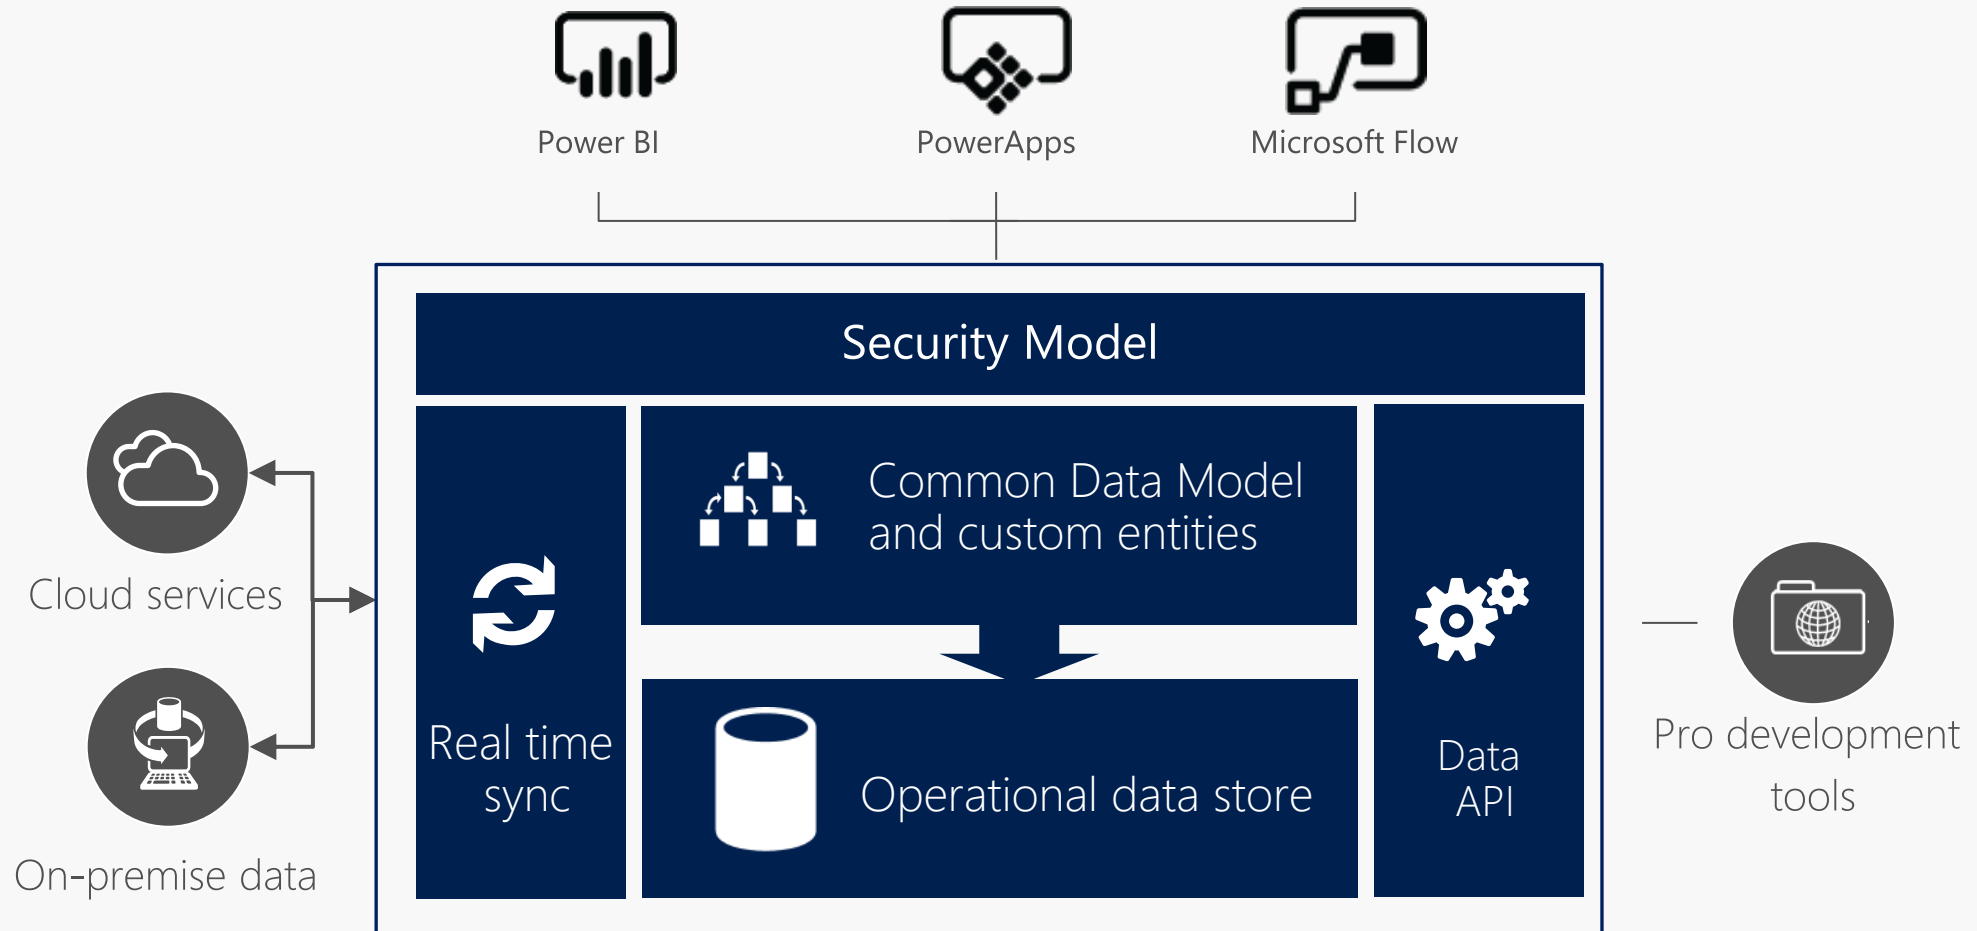 Power BI
PowerApps
Microsoft Flow
Security Model
Cloud services
On-premise data
Real time
sync
Common Data Model
and custom entities
Operational data store
Data
API
Pro development
tools